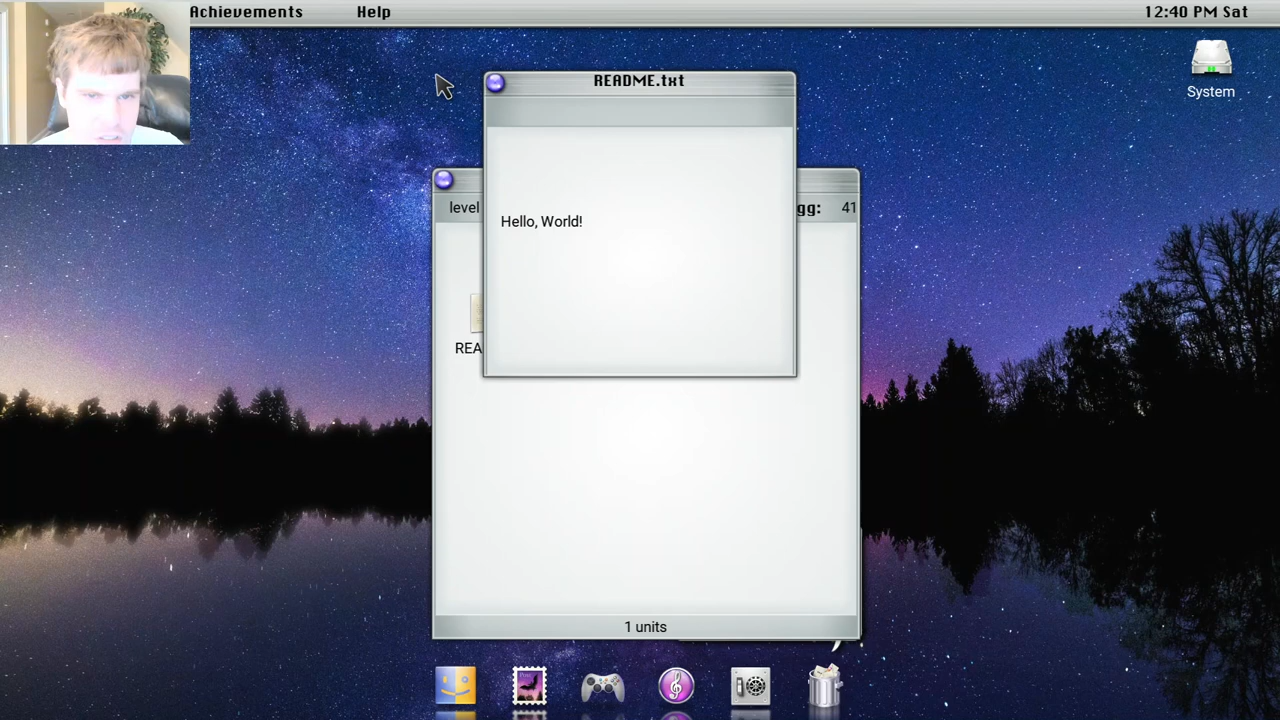 Achievements Help 12:40 PM Sat
System
README.txt
level gg: 41
Hello, World!
REA
1 units